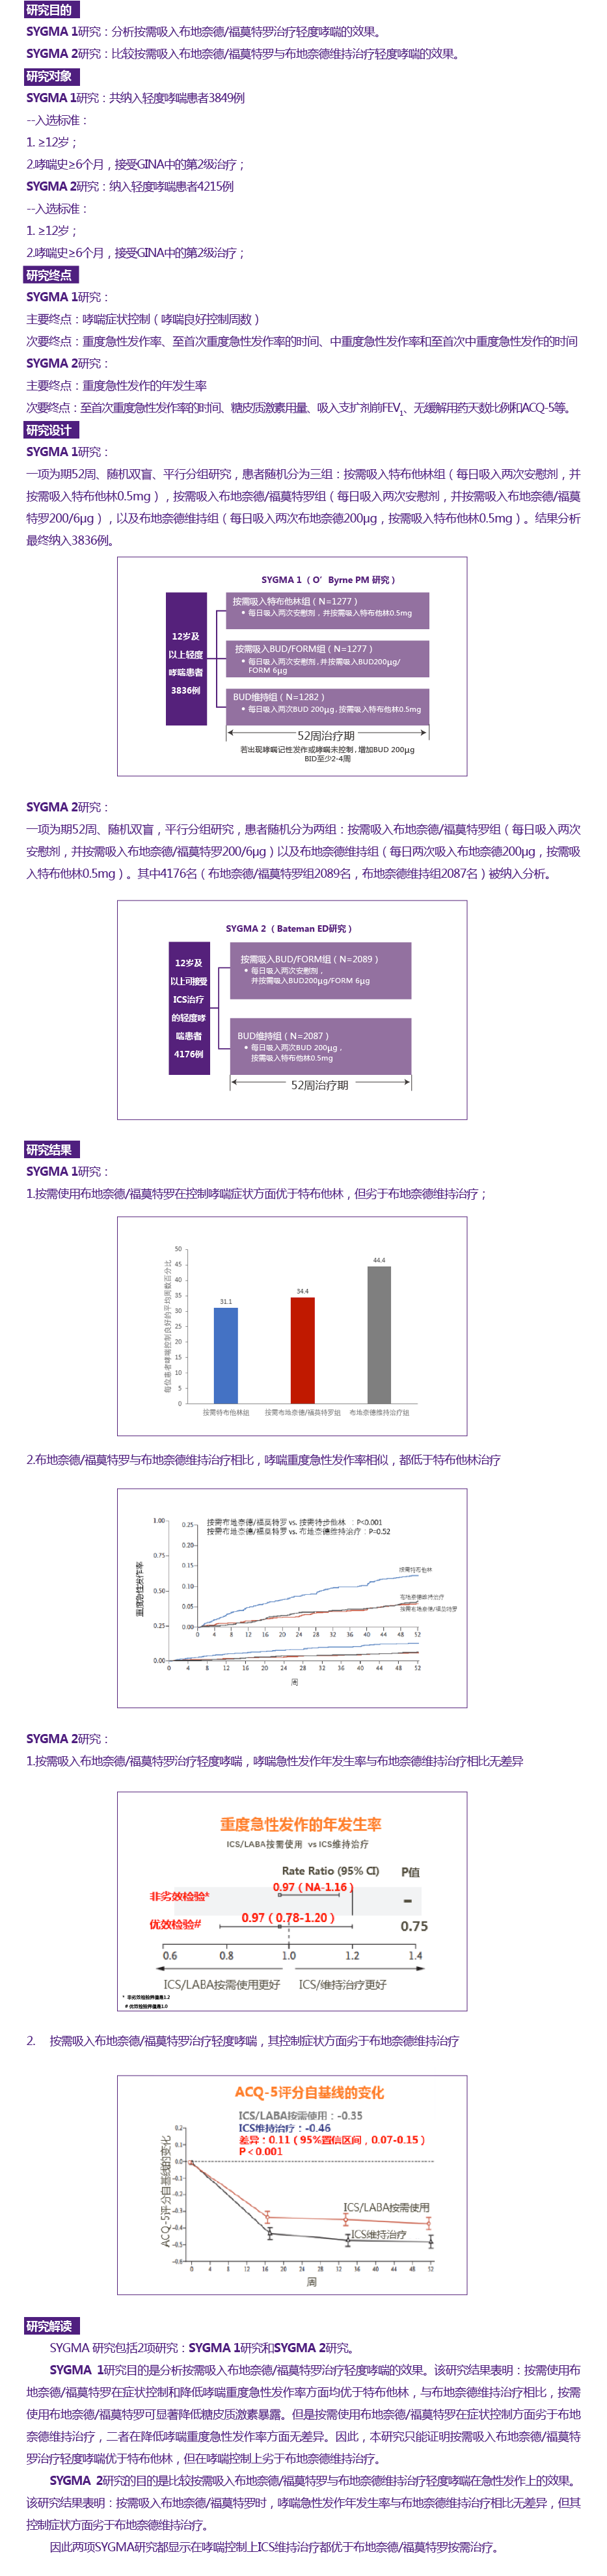 研究目的
SYGMA 1研究：分析按需吸入布地奈德/福莫特罗治疗轻度哮喘的效果。
SYGMA 2研究：比较按需吸入布地奈德/福莫特罗与布地奈德维持治疗轻度哮喘的效果。
研究对象
SYGMA 1研究：共纳入轻度哮喘患者3849例
--入选标准：
1. ≥12岁；
2.哮喘史≥6个月，接受GINA中的第2级治疗；
SYGMA 2研究：纳入轻度哮喘患者4215例
--入选标准：
1. ≥12岁；
2.哮喘史≥6个月，接受GINA中的第2级治疗；
研究终点
SYGMA 1研究：
主要终点：哮喘症状控制（哮喘良好控制周数）
次要终点：重度急性发作率、至首次重度急性发作率的时间、中重度急性发作率和至首次中重度急性发作的时间
SYGMA 2研究：
主要终点：重度急性发作的年发生率
次要终点：至首次重度急性发作率的时间、糖皮质激素用量、吸入支扩剂前FEV1、无缓解用药天数比例和ACQ-5等。
研究设计
SYGMA 1研究：
一项为期52周、随机双盲、平行分组研究，患者随机分为三组：按需吸入特布他林组（每日吸入两次安慰剂，并
按需吸入特布他林0.5mg），按需吸入布地奈德/福莫特罗组（每日吸入两次安慰剂，并按需吸入布地奈德/福莫
特罗200/6μg），以及布地奈德维持组（每日吸入两次布地奈德200μg，按需吸入特布他林0.5mg）。结果分析
最终纳入3836例。
SYGMA 1（ O' Byrne PM 研究）
12岁及
以上轻度
哮喘患者
3836例
按需吸入特布他林组（N=1277）
• 每日吸入两次安慰剂，并按需吸入特布他林0.5mg
按需吸入BUD/FORM组（N=1277）
• 每日吸入两次安慰剂，并按需吸入BUD200μg/
FORM 6μg
BUD维持组（N=1282）
• 每日吸入两次BUD 200μg，按需吸入特布他林0.5mg
52周治疗期
若出现哮喘记性发作或哮喘未控制，增加BUD 200μg
BID至少2-4周
SYGMA 2研究：
一项为期52周、随机双盲，平行分组研究，患者随机分为两组：按需吸入布地奈德/福莫特罗组（每日吸入两次
安慰剂，并按需吸入布地奈德/福莫特罗200/6μg）以及布地奈德维持组（每日两次吸入布地奈德200μg，按需吸
入特布他林0.5mg）。其中4176名（布地奈德/福莫特罗组2089名，布地奈德维持组2087名）被纳入分析。
SYGMA 2（ Bateman ED研究）
12岁及
以上可接受
ICS治疗
的轻度哮
喘患者
4176例
按需吸入BUD/FORM组（N=2089）
• 每日吸入两次安慰剂，
并按需吸入BUD200μg/FORM 6μg
BUD维持组（N=2087）
• 每日吸入两次BUD 200μg，
按需吸入特布他林0.5mg
52周治疗期
研究结果
SYGMA 1研究：
1.按需使用布地奈德/福莫特罗在控制哮喘症状方面优于特布他林，但劣于布地奈德维持治疗；
每位患者哮喘控制良好的平均周数百分比
50
45
40
35
30
25
20
15
10
5
0
31.1
34.4
44.4
按需特布他林组 按需布地奈德/福莫特罗组 布地奈德维持治疗组
2.布地奈德/福莫特罗与布地奈德维持治疗相比，哮喘重度急性发作率相似，都低于特布他林治疗
重度急性发作率
1.00
0.75
0.50
0.25
0.00
0.25
0.20
0.15
0.10
0.05
0.00
按需布地奈德/福莫特罗 vs. 按需特步他林 ：P<0.001
按需布地奈德/福莫特罗 vs. 布地奈德维持治疗：P=0.52
按需特布他林
布地奈德维持治疗
按需布地奈德/福莫特罗
0 4 8 12 16 20 24 28 32 36 40 44 48 52
0 4 8 12 16 20 24 28 32 36 40 44 48 52
周
SYGMA 2研究：
1.按需吸入布地奈德/福莫特罗治疗轻度哮喘，哮喘急性发作年发生率与布地奈德维持治疗相比无差异
重度急性发作的年发生率
ICS/LABA按需使用 vs ICS维持治疗
Rate Ratio (95% CI) P值
非劣效检验* 0.97（NA-1.16） –
优效检验# 0.97（0.78-1.20） 0.75
0.6 0.8 1.0 1.2 1.4
ICS/LABA按需使用更好 ICS/维持治疗更好
* 非劣效检验界值是1.2
# 优效检验界值是1.0
2. 按需吸入布地奈德/福莫特罗治疗轻度哮喘，其控制症状方面劣于布地奈德维持治疗
ACQ-5评分自基线的变化
ICS/LABA按需使用：-0.35
ICS维持治疗：-0.46
差异：0.11（95%置信区间，0.07-0.15）
P＜0.001
ACQ-5评分自基线的变化
0.2
0.1
0.0
-0.1
-0.2
-0.3
-0.4
-0.5
-0.6
ICS/LABA按需使用
ICS维持治疗
0 4 8 12 16 20 24 28 32 36 40 44 48 52
周
研究解读
SYGMA 研究包括2项研究：SYGMA 1研究和SYGMA 2研究。
SYGMA 1研究目的是分析按需吸入布地奈德/福莫特罗治疗轻度哮喘的效果。该研究结果表明：按需使用布
地奈德/福莫特罗在症状控制和降低哮喘重度急性发生率方面均优于特布他林，与布地奈德维持治疗相比，按需
使用布地奈德/福莫特罗可显著降低糖皮质激素暴露。但是按需使用布地奈德/福莫特罗在症状控制方面劣于布地
奈德维持治疗，二者在降低哮喘重度急性发生率方面无差异。因此，本研究只能证明按需吸入布地奈德/福莫特
罗治疗轻度哮喘优于特布他林，但在哮喘控制上劣于布地奈德维持治疗。
SYGMA 2研究的目的是比较按需吸入布地奈德/福莫特罗与布地奈德维持治疗轻度哮喘在急性发作上的效果。
该研究结果表明：按需吸入布地奈德/福莫特罗时，哮喘急性发作年发生率与布地奈德维持治疗相比无差异，但其
控制症状方面劣于布地奈德维持治疗。
因此两项SYGMA研究都显示在哮喘控制上ICS维持治疗都优于布地奈德/福莫特罗按需治疗。